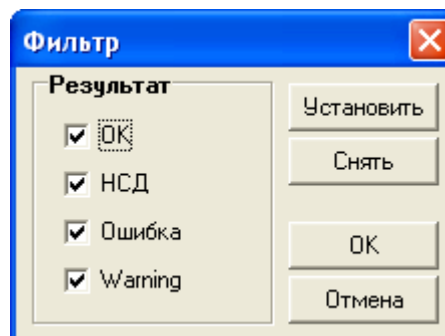 Фильтр
Результат
OK
НСД
Ошибка
Warning
Установить
Снять
OK
Отмена